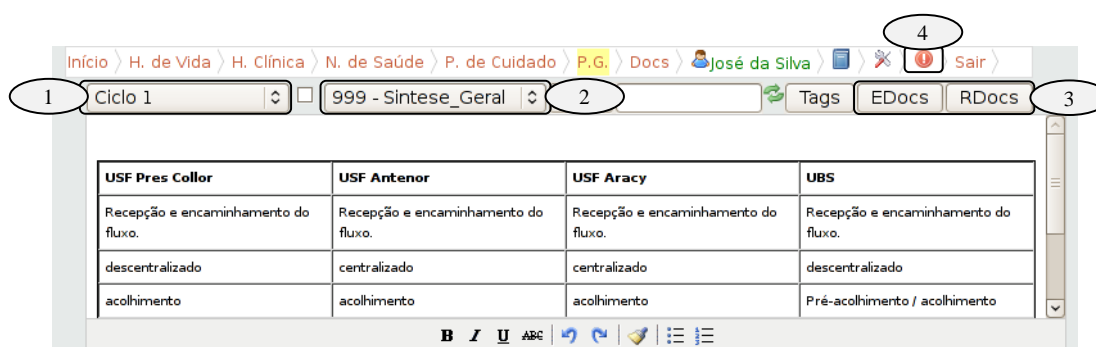 4
Início H. de Vida H. Clínica N. de Saúde P. de Cuidado P.G. Docs José da Silva Sair
1 Ciclo 1 999 - Sintese_Geral 2 Tags EDocs RDocs 3
USF Pres Collor USF Antenor USF Aracy UBS
Recepção e encaminhamento do Recepção e encaminhamento do Recepção e encaminhamento do Recepção e encaminhamento do
fluxo. fluxo. fluxo. fluxo.
descentralizado centralizado centralizado descentralizado
acolhimento acolhimento acolhimento Pré-acolhimento / acolhimento
B I U ABC